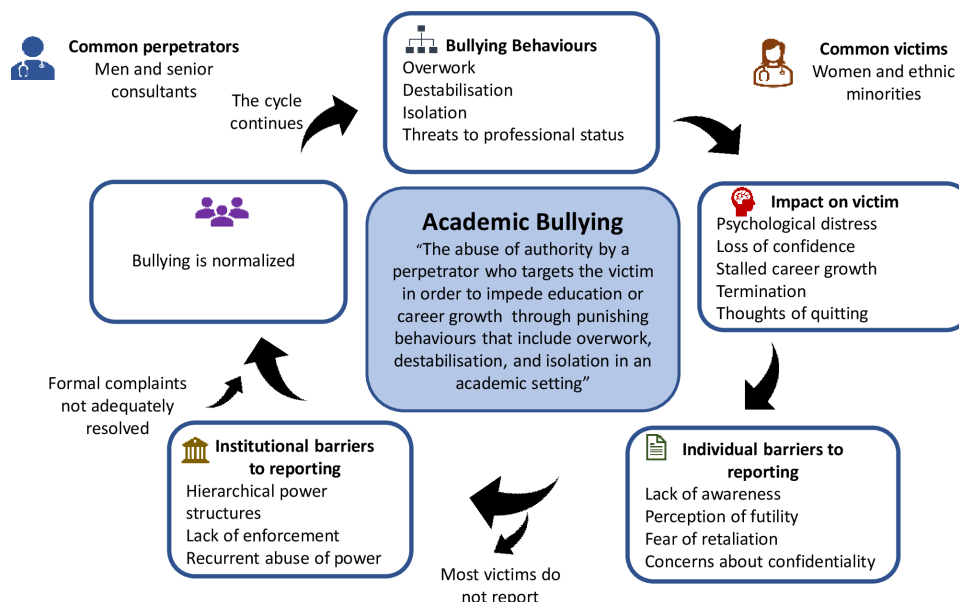 Common perpetrators
Men and senior
consultants
The cycle
continues
Bullying Behaviours
Overwork
Destabilisation
Isolation
Threats to professional status
Common victims
Women and ethnic
minorities
Bullying is normalized
Academic Bullying
“The abuse of authority by a
perpetrator who targets the victim
in order to impede education or
career growth through punishing
behaviours that include overwork,
destabilisation, and isolation in an
academic setting”
Impact on victim
Psychological distress
Loss of confidence
Stalled career growth
Termination
Thoughts of quitting
Formal complaints
not adequately
resolved
Institutional barriers
to reporting
Hierarchical power
structures
Lack of enforcement
Recurrent abuse of power
Most victims do
not report
Individual barriers to
reporting
Lack of awareness
Perception of futility
Fear of retaliation
Concerns about confidentiality